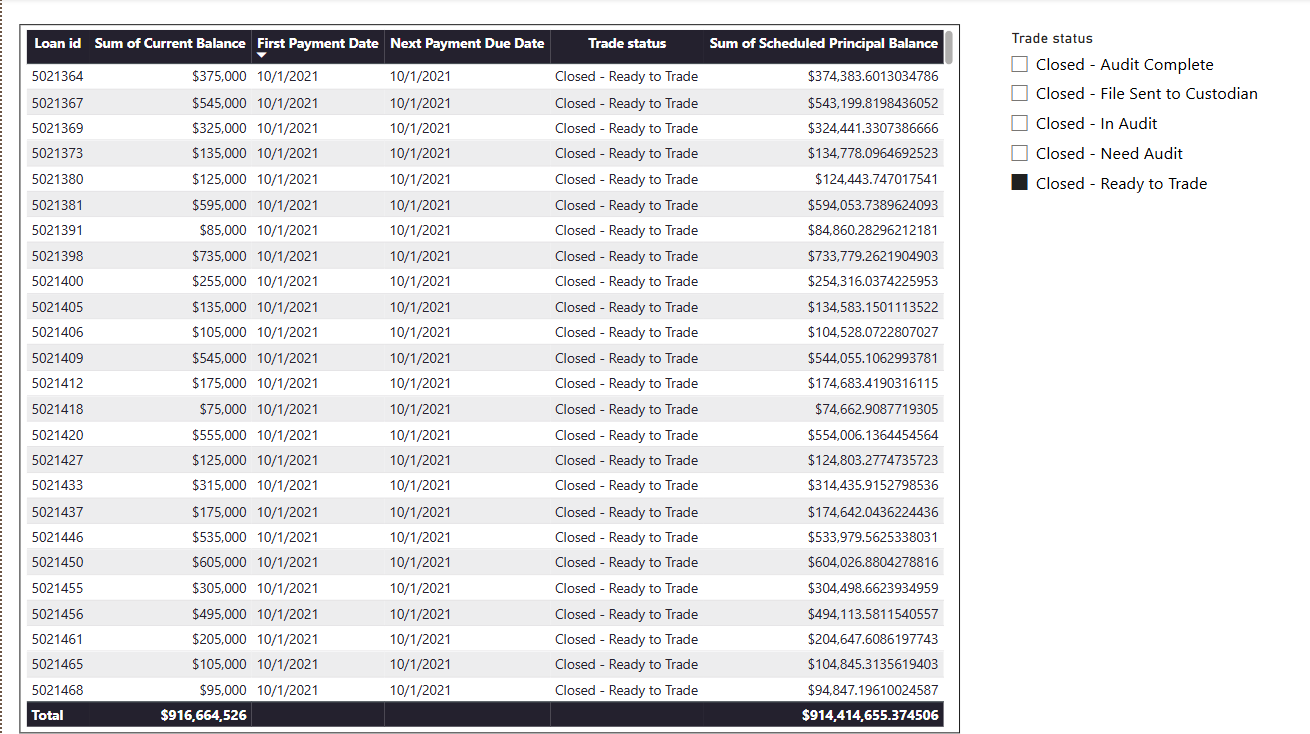 Loan id Sum of Current Balance First Payment Date Next Payment Due Date Trade status Sum of Scheduled Principal Balance
5021364 $375,000 10/1/2021 10/1/2021 Closed - Ready to Trade $374,383.6013034786
5021367 $545,000 10/1/2021 10/1/2021 Closed - Ready to Trade $543,199.8198436052
5021369 $325,000 10/1/2021 10/1/2021 Closed - Ready to Trade $324,441.3307386666
5021373 $135,000 10/1/2021 10/1/2021 Closed - Ready to Trade $134,778.0964692523
5021380 $125,000 10/1/2021 10/1/2021 Closed - Ready to Trade $124,443.747017541
5021381 $595,000 10/1/2021 10/1/2021 Closed - Ready to Trade $594,053.7389624093
5021391 $85,000 10/1/2021 10/1/2021 Closed - Ready to Trade $84,860.28296212181
5021398 $735,000 10/1/2021 10/1/2021 Closed - Ready to Trade $733,779.2621904903
5021400 $255,000 10/1/2021 10/1/2021 Closed - Ready to Trade $254,316.0374225953
5021405 $135,000 10/1/2021 10/1/2021 Closed - Ready to Trade $134,583.1501113522
5021406 $105,000 10/1/2021 10/1/2021 Closed - Ready to Trade $104,528.0722807027
5021409 $545,000 10/1/2021 10/1/2021 Closed - Ready to Trade $544,055.1062993781
5021412 $175,000 10/1/2021 10/1/2021 Closed - Ready to Trade $174,683.4190316115
5021418 $75,000 10/1/2021 10/1/2021 Closed - Ready to Trade $74,662.9087719305
5021420 $555,000 10/1/2021 10/1/2021 Closed - Ready to Trade $554,006.1364454564
5021427 $125,000 10/1/2021 10/1/2021 Closed - Ready to Trade $124,803.2774735723
5021433 $315,000 10/1/2021 10/1/2021 Closed - Ready to Trade $314,435.9152798536
5021437 $175,000 10/1/2021 10/1/2021 Closed - Ready to Trade $174,642.0436224436
5021446 $535,000 10/1/2021 10/1/2021 Closed - Ready to Trade $533,979.5625338031
5021450 $605,000 10/1/2021 10/1/2021 Closed - Ready to Trade $604,026.8804278816
5021455 $305,000 10/1/2021 10/1/2021 Closed - Ready to Trade $304,498.6623934959
5021456 $495,000 10/1/2021 10/1/2021 Closed - Ready to Trade $494,113.5811540557
5021461 $205,000 10/1/2021 10/1/2021 Closed - Ready to Trade $204,647.6086197743
5021465 $105,000 10/1/2021 10/1/2021 Closed - Ready to Trade $104,845.3135619403
5021468 $95,000 10/1/2021 10/1/2021 Closed - Ready to Trade $94,847.19610024587
Total $916,664,526 $914,414,655.374506
Trade status
Closed - Audit Complete
Closed - File Sent to Custodian
Closed - In Audit
Closed - Need Audit
Closed - Ready to Trade